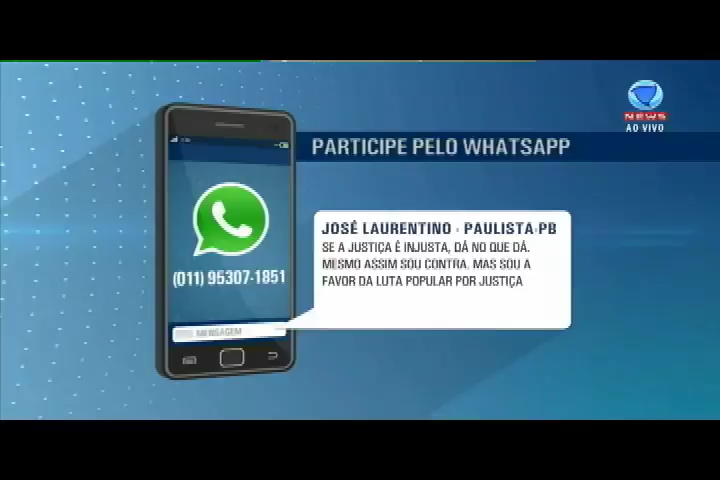 NEWS
AO VIVO
PARTICIPE PELO WHATSAPP
JOSÉ LAURENTINO - PAULISTA-PB
SE A JUSTIÇA É INJUSTA, DÁ NO QUE DÁ.
MESMO ASSIM SOU CONTRA. MAS SOU A
FAVOR DA LUTA POPULAR POR JUSTIÇA
(011) 95307-1851
MENSAGEM